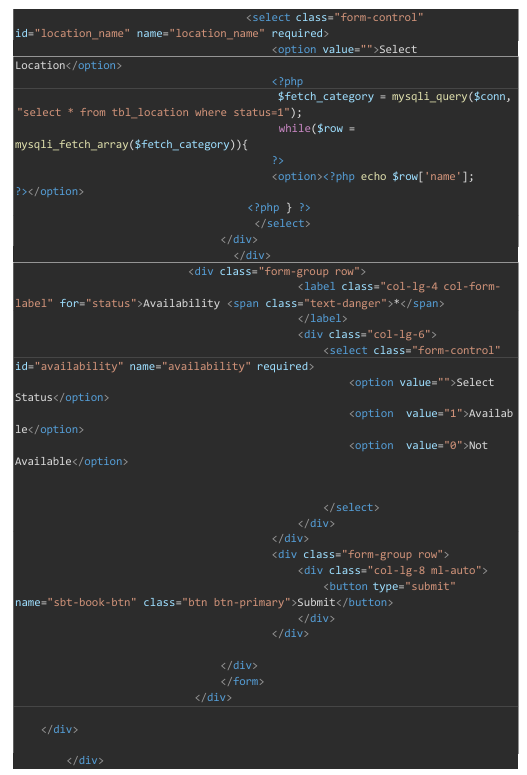 <select class="form-control"
id="location_name" name="location_name" required>
<option value="">Select
Location</option>
<?php
$fetch_category = mysqli_query($conn,
"select * from tbl_location where status=1");
while($row =
mysqli_fetch_array($fetch_category)){
?>
<option><?php echo $row['name'];
?></option>
<?php } ?>
</select>
</div>
</div>
<div class="form-group row">
<label class="col-lg-4 col-form-
label" for="status">Availability <span class="text-danger">*</span>
</label>
<div class="col-lg-6">
<select class="form-control"
id="availability" name="availability" required>
<option value="">Select
Status</option>
<option  value="1">Availab
le</option>
<option  value="0">Not
Available</option>
</select>
</div>
</div>
<div class="form-group row">
<div class="col-lg-8 ml-auto">
<button type="submit"
name="sbt-book-btn" class="btn btn-primary">Submit</button>
</div>
</div>
</div>
</form>
</div>
</div>
</div>